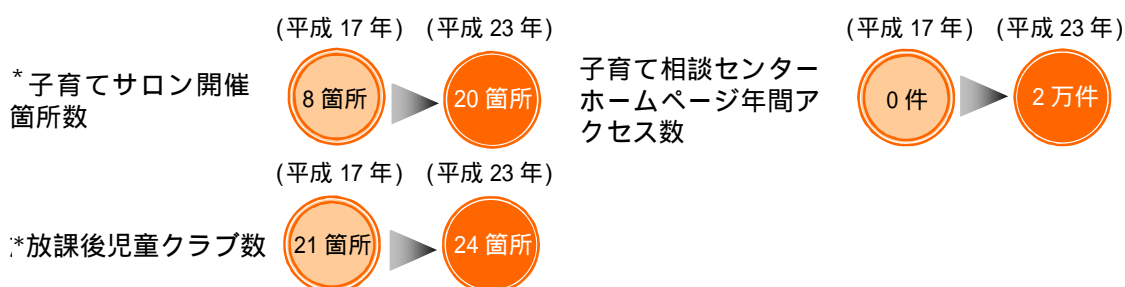 (平成 17 年) (平成 23 年)
*子育てサロン開催
箇所数
8 箇所
20 箇所
(平成 17 年) (平成 23 年)
子育て相談センター
ホームページ年間ア
クセス数
0 件
2 万件
(平成 17 年) (平成 23 年)
*放課後児童クラブ数
21 箇所
24 箇所